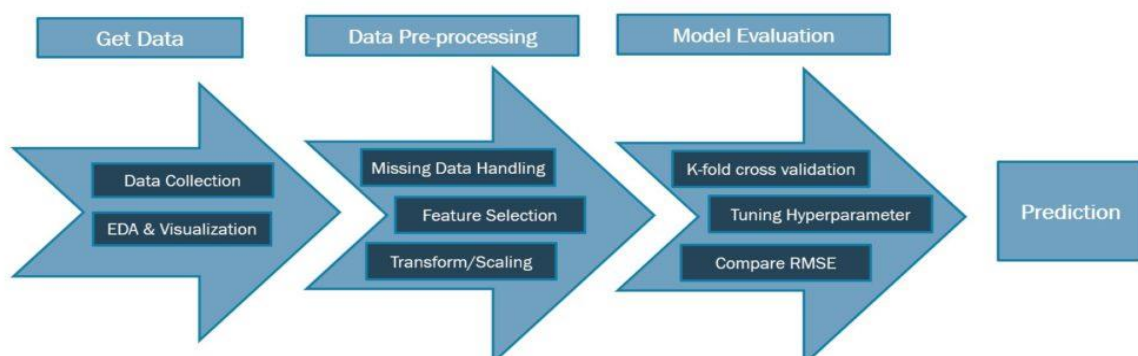 Get Data
Data Pre-processing
Model Evaluation
Data Collection
EDA & Visualization
Missing Data Handling
Feature Selection
Transform/Scaling
K-fold cross validation
Tuning Hyperparameter
Compare RMSE
Prediction